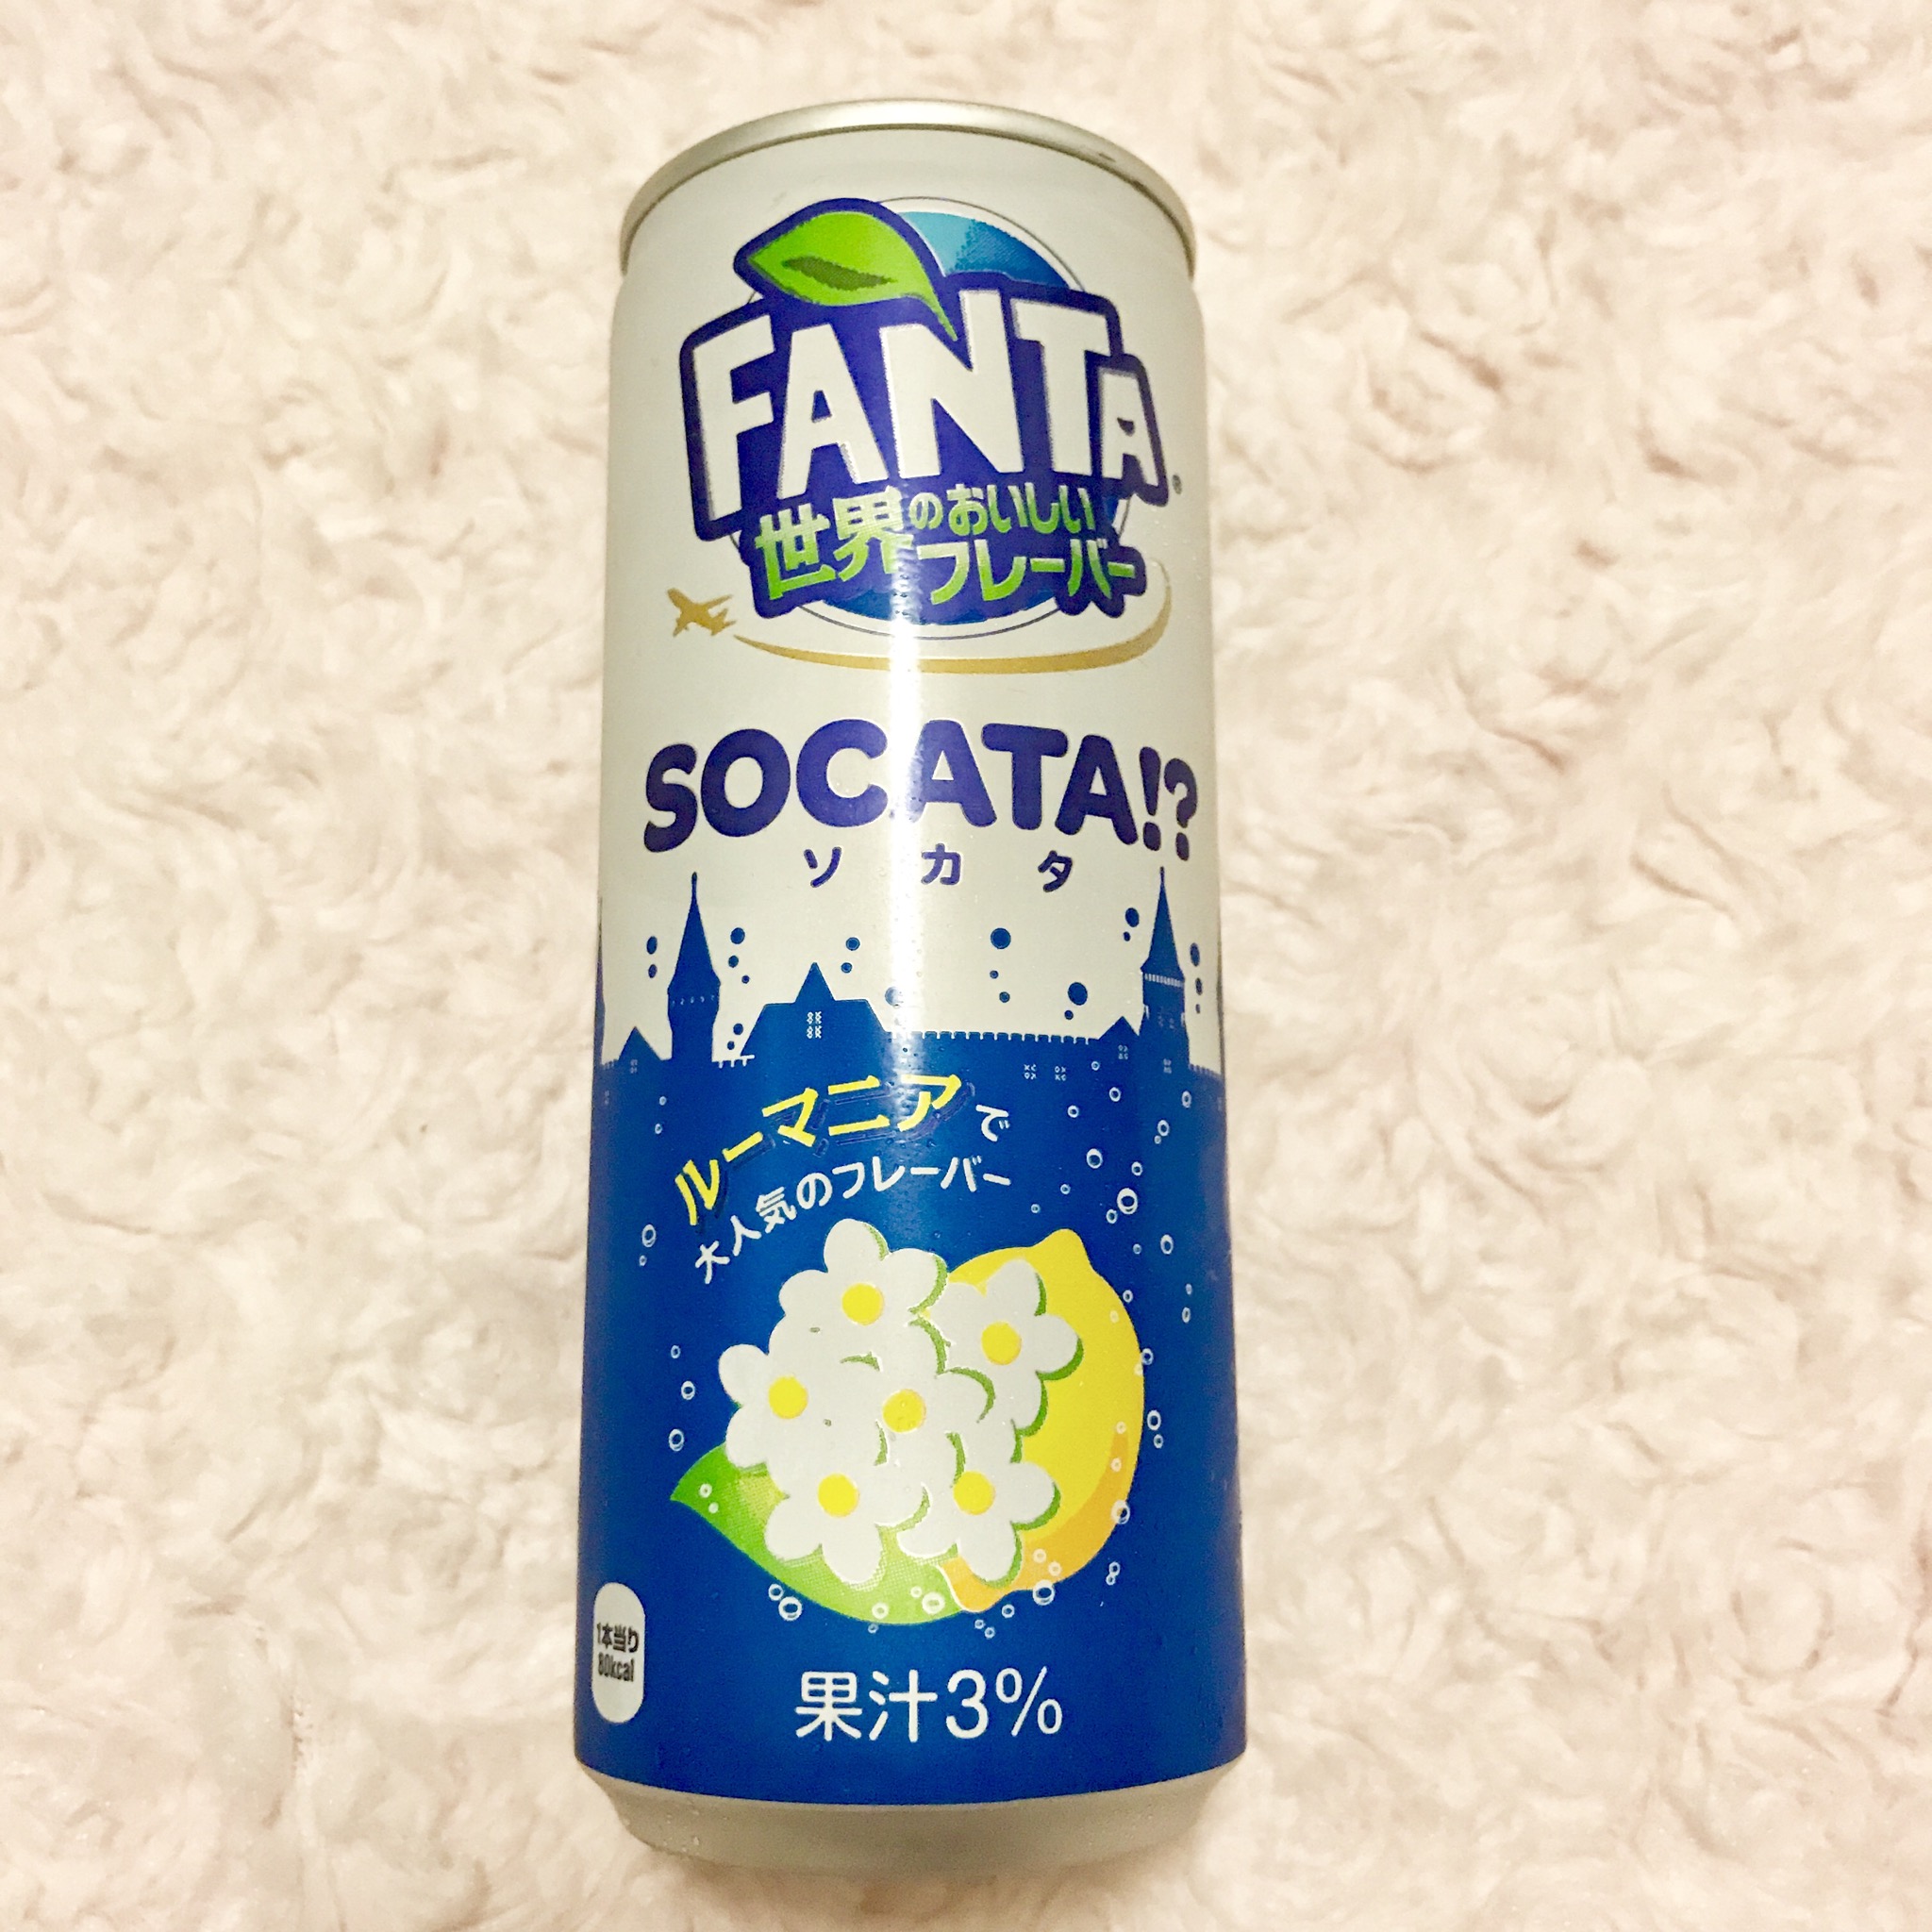 FANTA
世界のおいしい
フレーバー
SOCATA!?
ソカタ
ルーマニアで
大人気のフレーバー
1本当り
80kcal
果汁3%